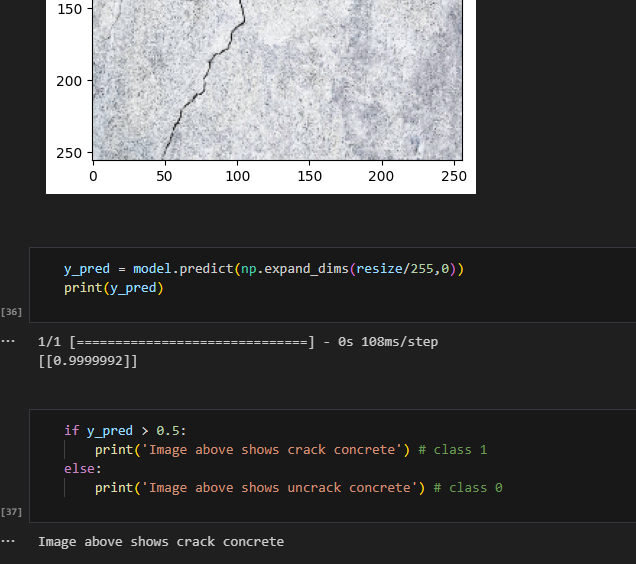 150
200
250
0 50 100 150 200 250
y_pred = model.predict(np.expand_dims(resize/255,0))
print(y_pred)
[36]
... 1/1 [==============================] - 0s 108ms/step
[[0.9999992]]
if y_pred > 0.5:
print('Image above shows crack concrete') # class 1
else:
print('Image above shows uncrack concrete') # class 0
[37]
... Image above shows crack concrete